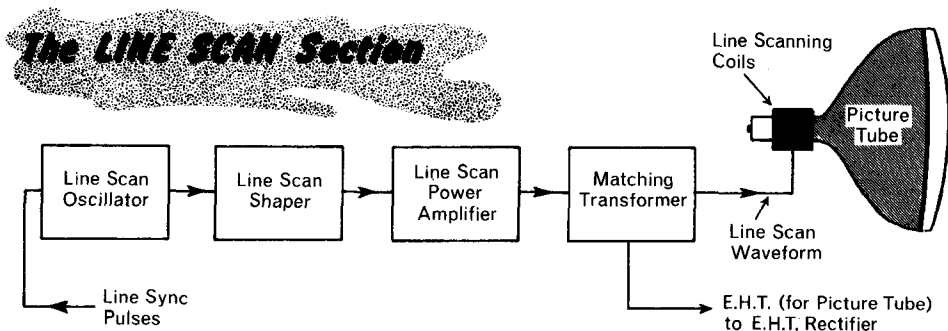 The LINE SCAN Section
Line Scanning
Coils
Picture
Tube
Line Scan
Oscillator
Line Scan
Shaper
Line Scan
Power
Amplifier
Matching
Transformer
Line Scan
Waveform
Line Sync
Pulses
E.H.T. (for Picture Tube)
to E.H.T. Rectifier